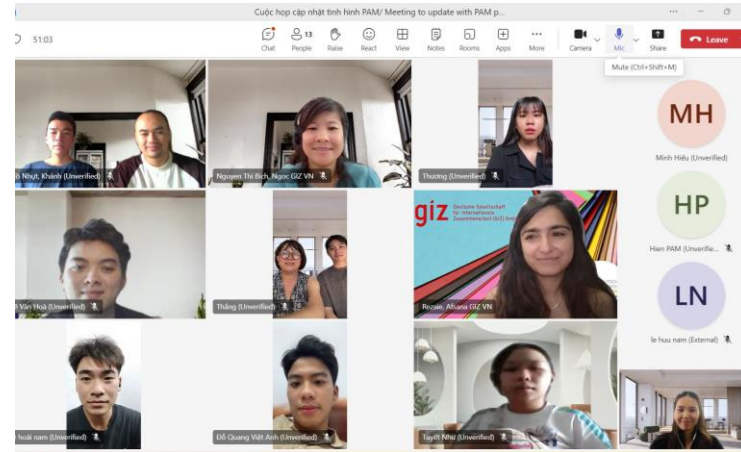 Cuộc họp cập nhật tình hình PAM/ Meeting to update with PAM p...
51:03
13
Chat
People
Raise
React
View
Notes
Rooms
Apps
More
Camera
Mic
Share
Leave
Mute (Ctrl+Shift+M)
Nhựt, Khánh (Unverified)
Nguyen Thi Bich, Ngoc GIZ VN
Thương (Unverified)
MH
Minh Hiếu (Unverified)
Văn Hoà (Unverified)
Thắng (Unverified)
giz
Deutsche Gesellschaft
für Internationale
Zusammenarbeit (GIZ) GmbH
Rezaie, Afsana GIZ VN
HP
Hien PAM (Unverifie...
LN
le huu nam (External)
hoài nam (Unverified)
Đỗ Quang Việt Anh (Unverified)
Tuyết Như (Unverified)